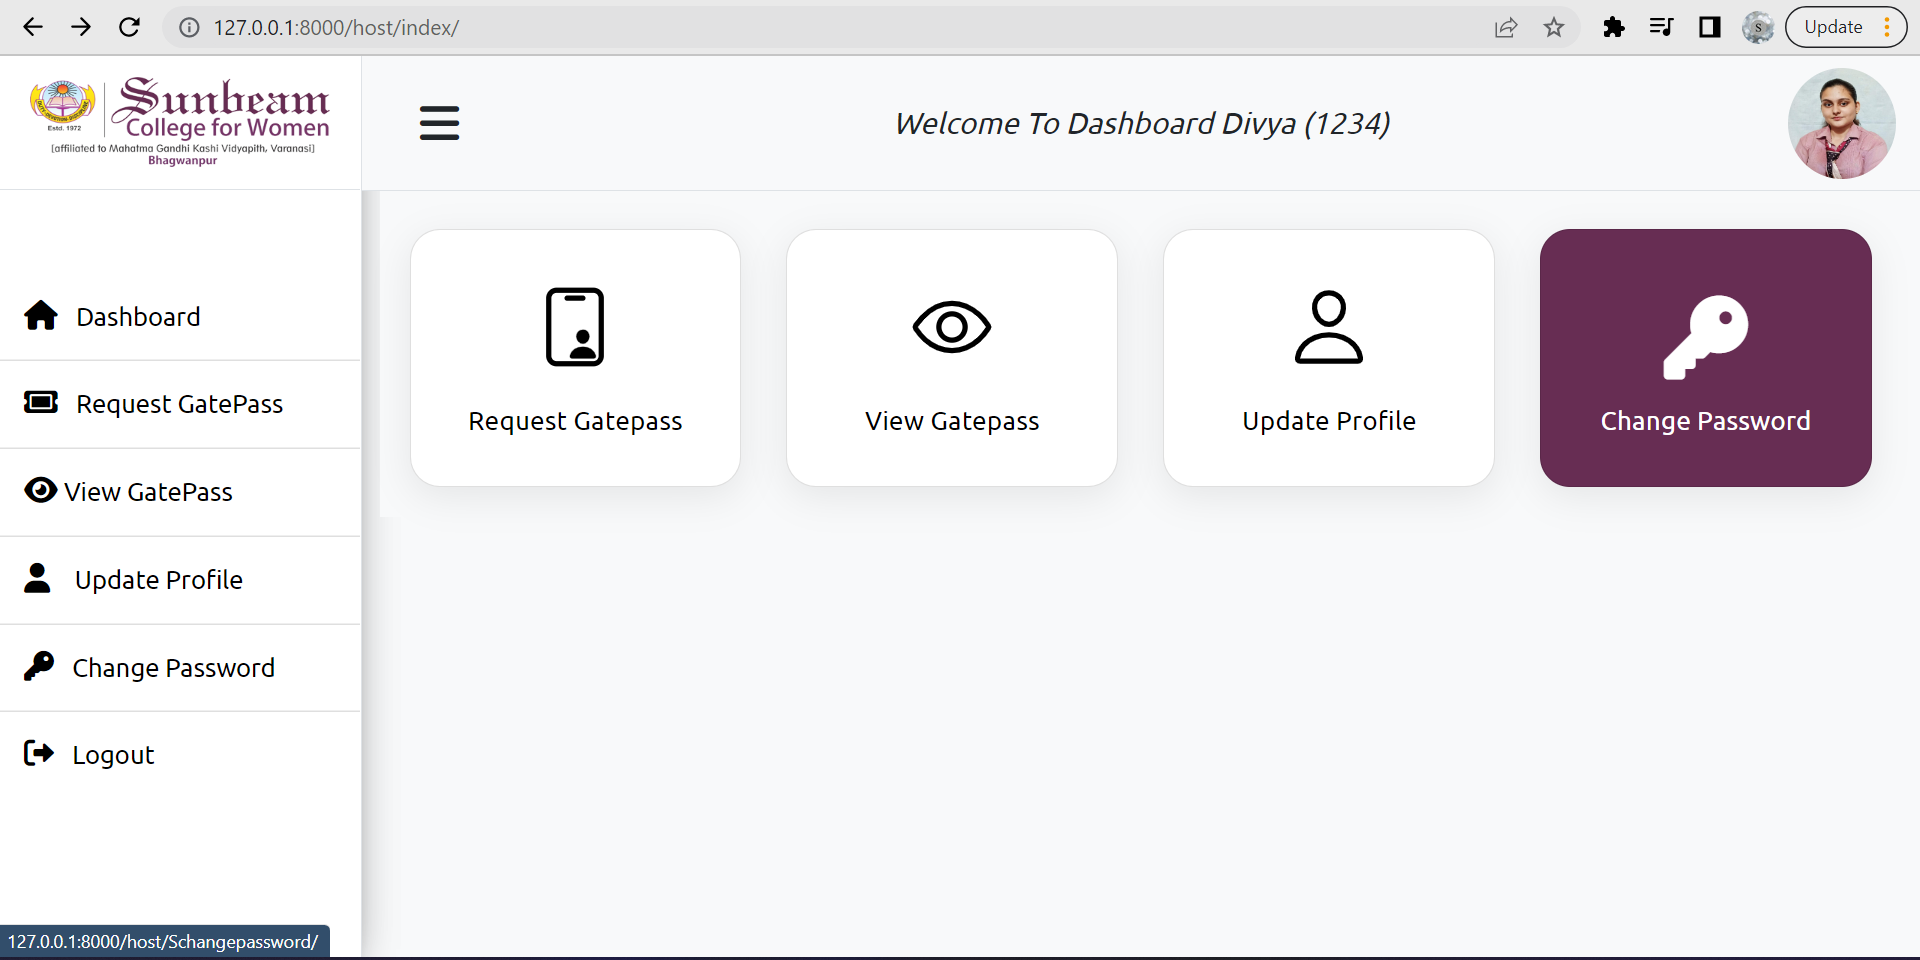 127.0.0.1:8000/host/index/
S
Update
Sunbeam
College for Women
Estd. 1972
[affiliated to Mahatma Gandhi Kashi Vidyapith, Varanasi]
Bhagwanpur
Welcome To Dashboard Divya (1234)
Dashboard
Request GatePass
View GatePass
Update Profile
Change Password
Logout
Request Gatepass
View Gatepass
Update Profile
Change Password
127.0.0.1:8000/host/Schangepassword/